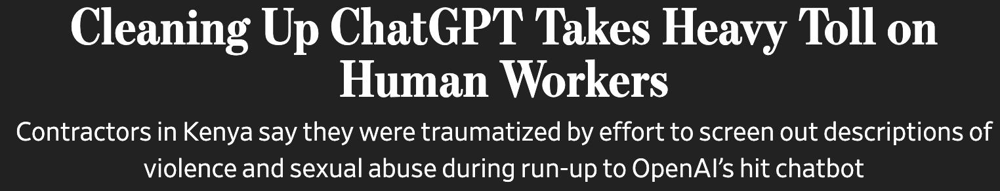 Cleaning Up ChatGPT Takes Heavy Toll on
Human Workers
Contractors in Kenya say they were traumatized by effort to screen out descriptions of
violence and sexual abuse during run-up to OpenAI’s hit chatbot